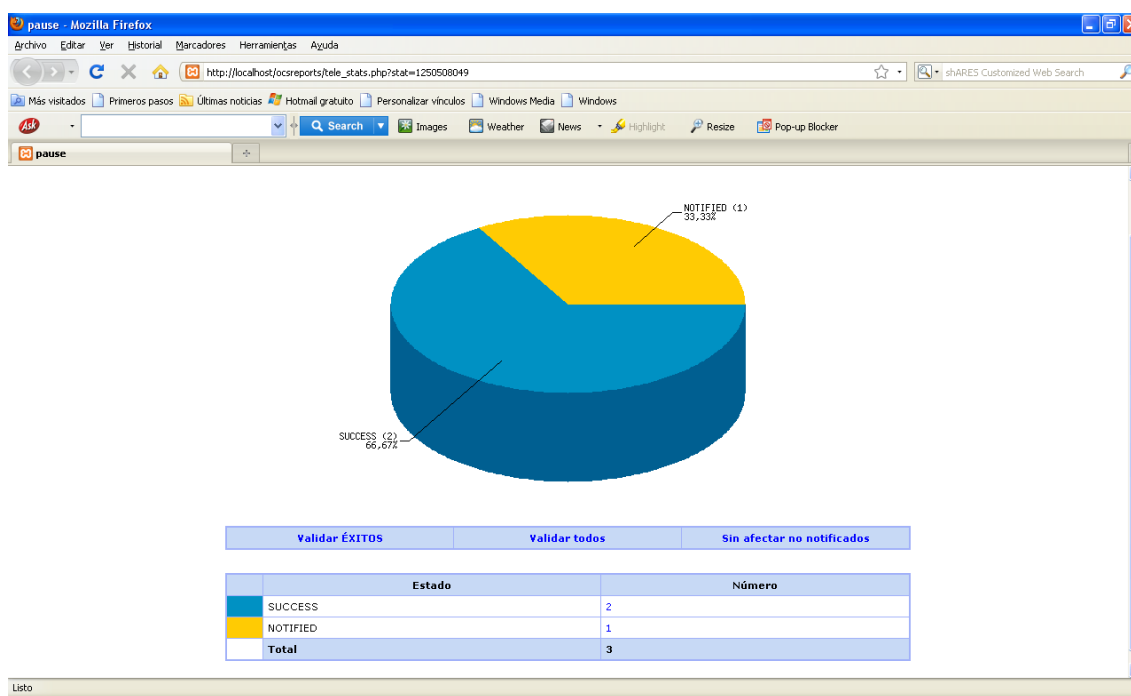 pause - Mozilla Firefox
Archivo Editar Ver Historial Marcadores Herramientas Ayuda
http://localhost/ocsreports/tele_stats.php?stat=1250508049 shARES Customized Web Search
Más visitados Primeros pasos Últimas noticias Hotmail gratuito Personalizar vínculos Windows Media Windows
Ask Search Images Weather News Highlight Resize Pop-up Blocker
pause
NOTIFIED (1)
33,33%
SUCCESS (2)
66,67%
Validar ÉXITOS Validar todos Sin afectar no notificados
Estado Número
SUCCESS 2
NOTIFIED 1
Total 3
Listo